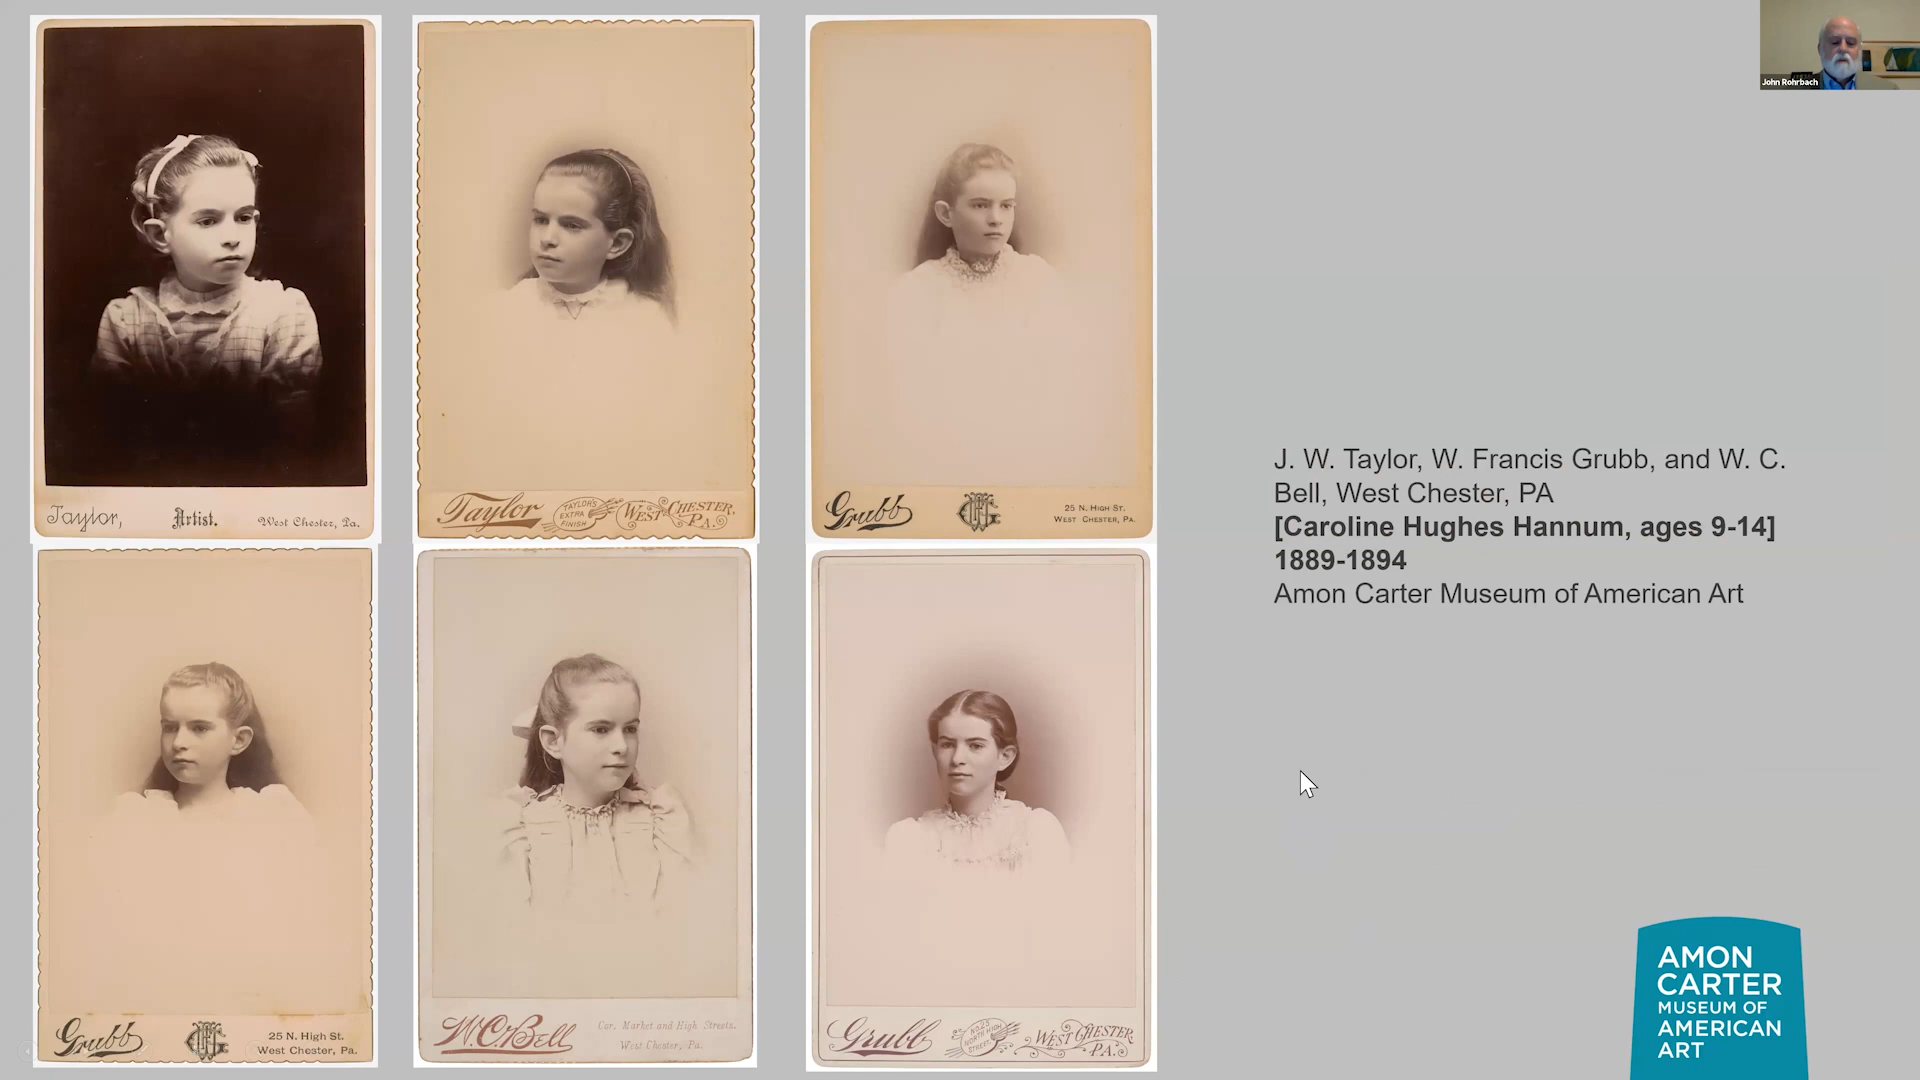 John Rohrbach
Taylor, Artist. West Chester, Pa.
Taylor TAYLOR'S EXTRA FINISH WEST CHESTER, PA.
Grubb
25 N. HIGH ST.
WEST CHESTER, PA.
J. W. Taylor, W. Francis Grubb, and W. C.
Bell, West Chester, PA
[Caroline Hughes Hannum, ages 9-14]
1889-1894
Amon Carter Museum of American Art
Grubb
25 N. High St.
West Chester, Pa.
W.C. Bell
Cor. Market and High Streets.
West Chester, Pa.
Grubb NO. 25 NORTH HIGH STREET WEST CHESTER, PA.
AMON
CARTER
MUSEUM OF
AMERICAN
ART